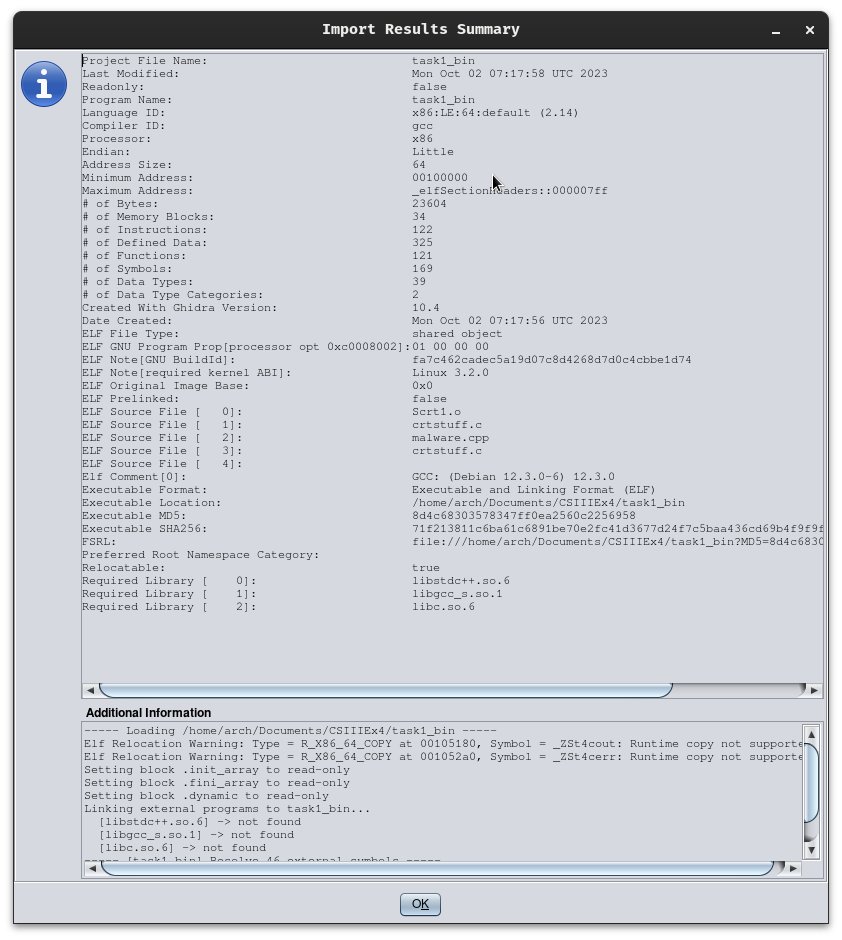 Import Results Summary
Project File Name: task1_bin
Last Modified: Mon Oct 02 07:17:58 UTC 2023
Readonly: false
Program Name: task1_bin
Language ID: x86:LE:64:default (2.14)
Compiler ID: gcc
Processor: x86
Endian: Little
Address Size: 64
Minimum Address: 00100000
Maximum Address: _elfSectionHeaders::000007ff
# of Bytes: 23604
# of Memory Blocks: 34
# of Instructions: 122
# of Defined Data: 325
# of Functions: 121
# of Symbols: 169
# of Data Types: 39
# of Data Type Categories: 2
Created With Ghidra Version: 10.4
Date Created: Mon Oct 02 07:17:56 UTC 2023
ELF File Type: shared object
ELF GNU Program Prop[processor opt 0xc0008002]: 01 00 00 00
ELF Note[GNU BuildId]: fa7c462cadec5a19d07c8d4268d7d0c4cbbe1d74
ELF Note[required kernel ABI]: Linux 3.2.0
ELF Original Image Base: 0x0
ELF Prelinked: false
ELF Source File [ 0]: Scrt1.o
ELF Source File [ 1]: crtstuff.c
ELF Source File [ 2]: malware.cpp
ELF Source File [ 3]: crtstuff.c
ELF Source File [ 4]:
Elf Comment[0]: GCC: (Debian 12.3.0-6) 12.3.0
Executable Format: Executable and Linking Format (ELF)
Executable Location: /home/arch/Documents/CSIIIEx4/task1_bin
Executable MD5: 8d4c68303578347ff0ea2560c2256958
Executable SHA256: 71f213811c6ba61c6891be70e2fc41d3677d24f7c5baa436cd69b4f9f9f
FSRL: file:///home/arch/Documents/CSIIIEx4/task1_bin?MD5=8d4c6830
Preferred Root Namespace Category:
Relocatable: true
Required Library [ 0]: libstdc++.so.6
Required Library [ 1]: libgcc_s.so.1
Required Library [ 2]: libc.so.6
Additional Information
----- Loading /home/arch/Documents/CSIIIEx4/task1_bin -----
Elf Relocation Warning: Type = R_X86_64_COPY at 00105180, Symbol = _ZSt4cout: Runtime copy not supporte
Elf Relocation Warning: Type = R_X86_64_COPY at 001052a0, Symbol = _ZSt4cerr: Runtime copy not supporte
Setting block .init_array to read-only
Setting block .fini_array to read-only
Setting block .dynamic to read-only
Linking external programs to task1_bin...
[libstdc++.so.6] -> not found
[libgcc_s.so.1] -> not found
[libc.so.6] -> not found
----- [task1_bin] Resolve 46 external symbols -----
OK